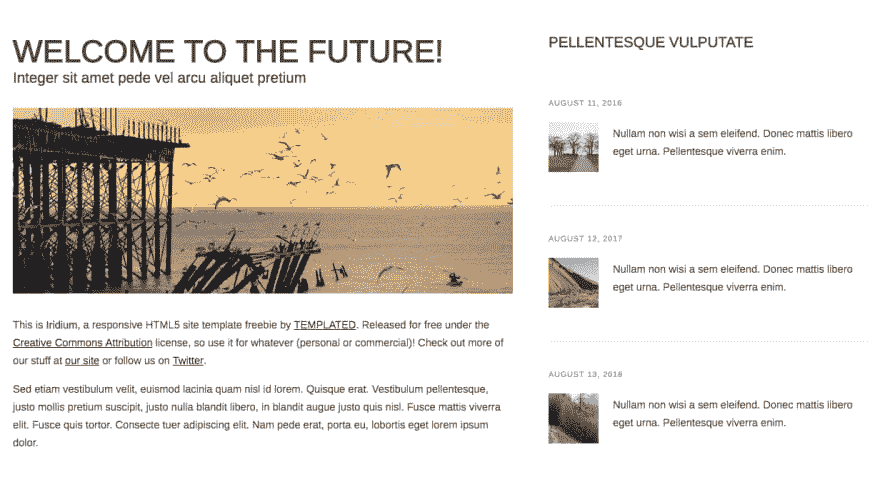 WELCOME TO THE FUTURE!
Integer sit amet pede vel arcu aliquet pretium
This is Iridium, a responsive HTML5 site template freebie by TEMPLATED. Released for free under the
Creative Commons Attribution license, so use it for whatever (personal or commercial)! Check out more of
our stuff at our site or follow us on Twitter.
Sed etiam vestibulum velit, euismod lacinia quam nisl id lorem. Quisque erat. Vestibulum pellentesque,
justo mollis pretium suscipit, justo nulla blandit libero, in blandit augue justo quis nisl. Fusce mattis viverra
elit. Fusce quis tortor. Consecte tuer adipiscing elit. Nam pede erat, porta eu, lobortis eget lorem ipsum
dolor.
PELLENTESQUE VULPUTATE
AUGUST 11, 2016
Nullam non wisi a sem eleifend. Donec mattis libero
eget urna. Pellentesque viverra enim.
AUGUST 12, 2017
Nullam non wisi a sem eleifend. Donec mattis libero
eget urna. Pellentesque viverra enim.
AUGUST 13, 2018
Nullam non wisi a sem eleifend. Donec mattis libero
eget urna. Pellentesque viverra enim.